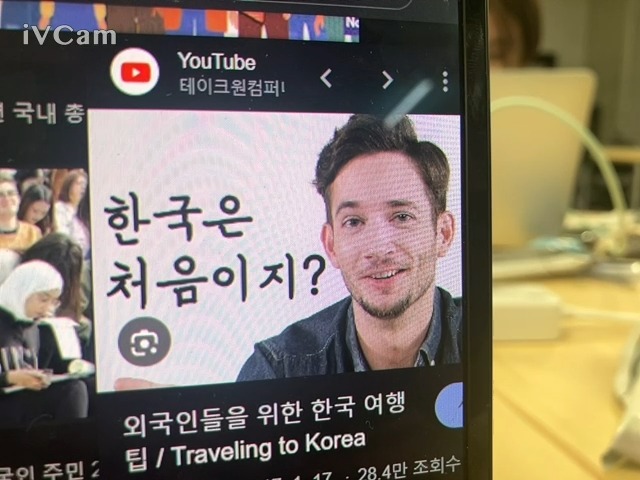 iVCam
YouTube
테이크원컴퍼니
국내 총
한국은
처음이지?
외국인들을 위한 한국 여행
팁 / Traveling to Korea
주민
28.4만 조회수